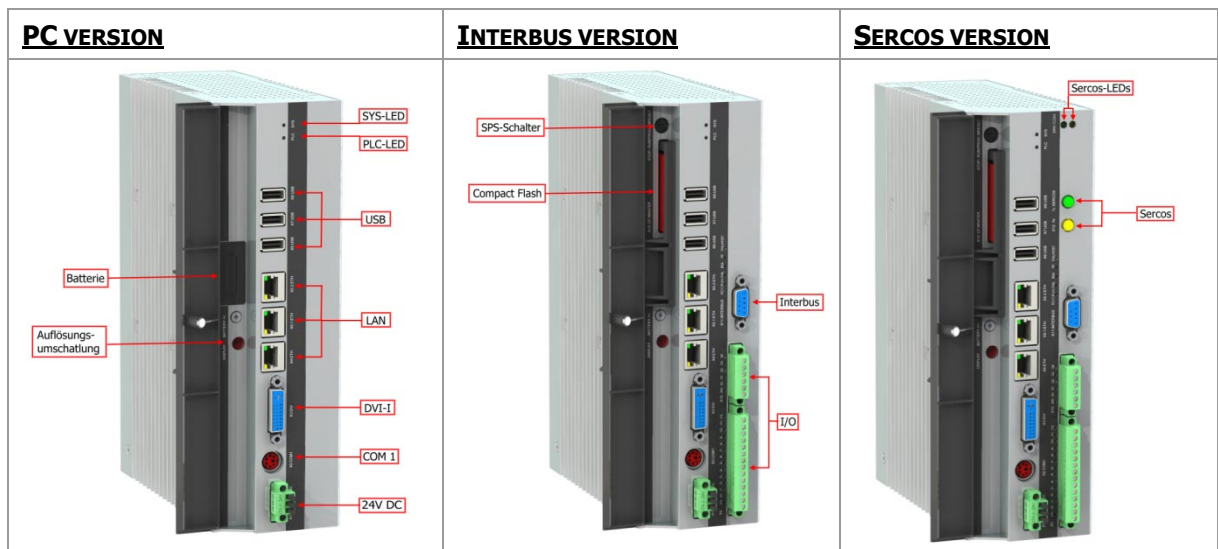 PC VERSION
INTERBUS VERSION
SERCOS VERSION
SYS-LED
PLC-LED
USB
Batterie
LAN
Auflösungs-
umschatlung
DVI-I
COM 1
24V DC
SPS-Schalter
Compact Flash
Interbus
I/O
Sercos-LEDs
Sercos